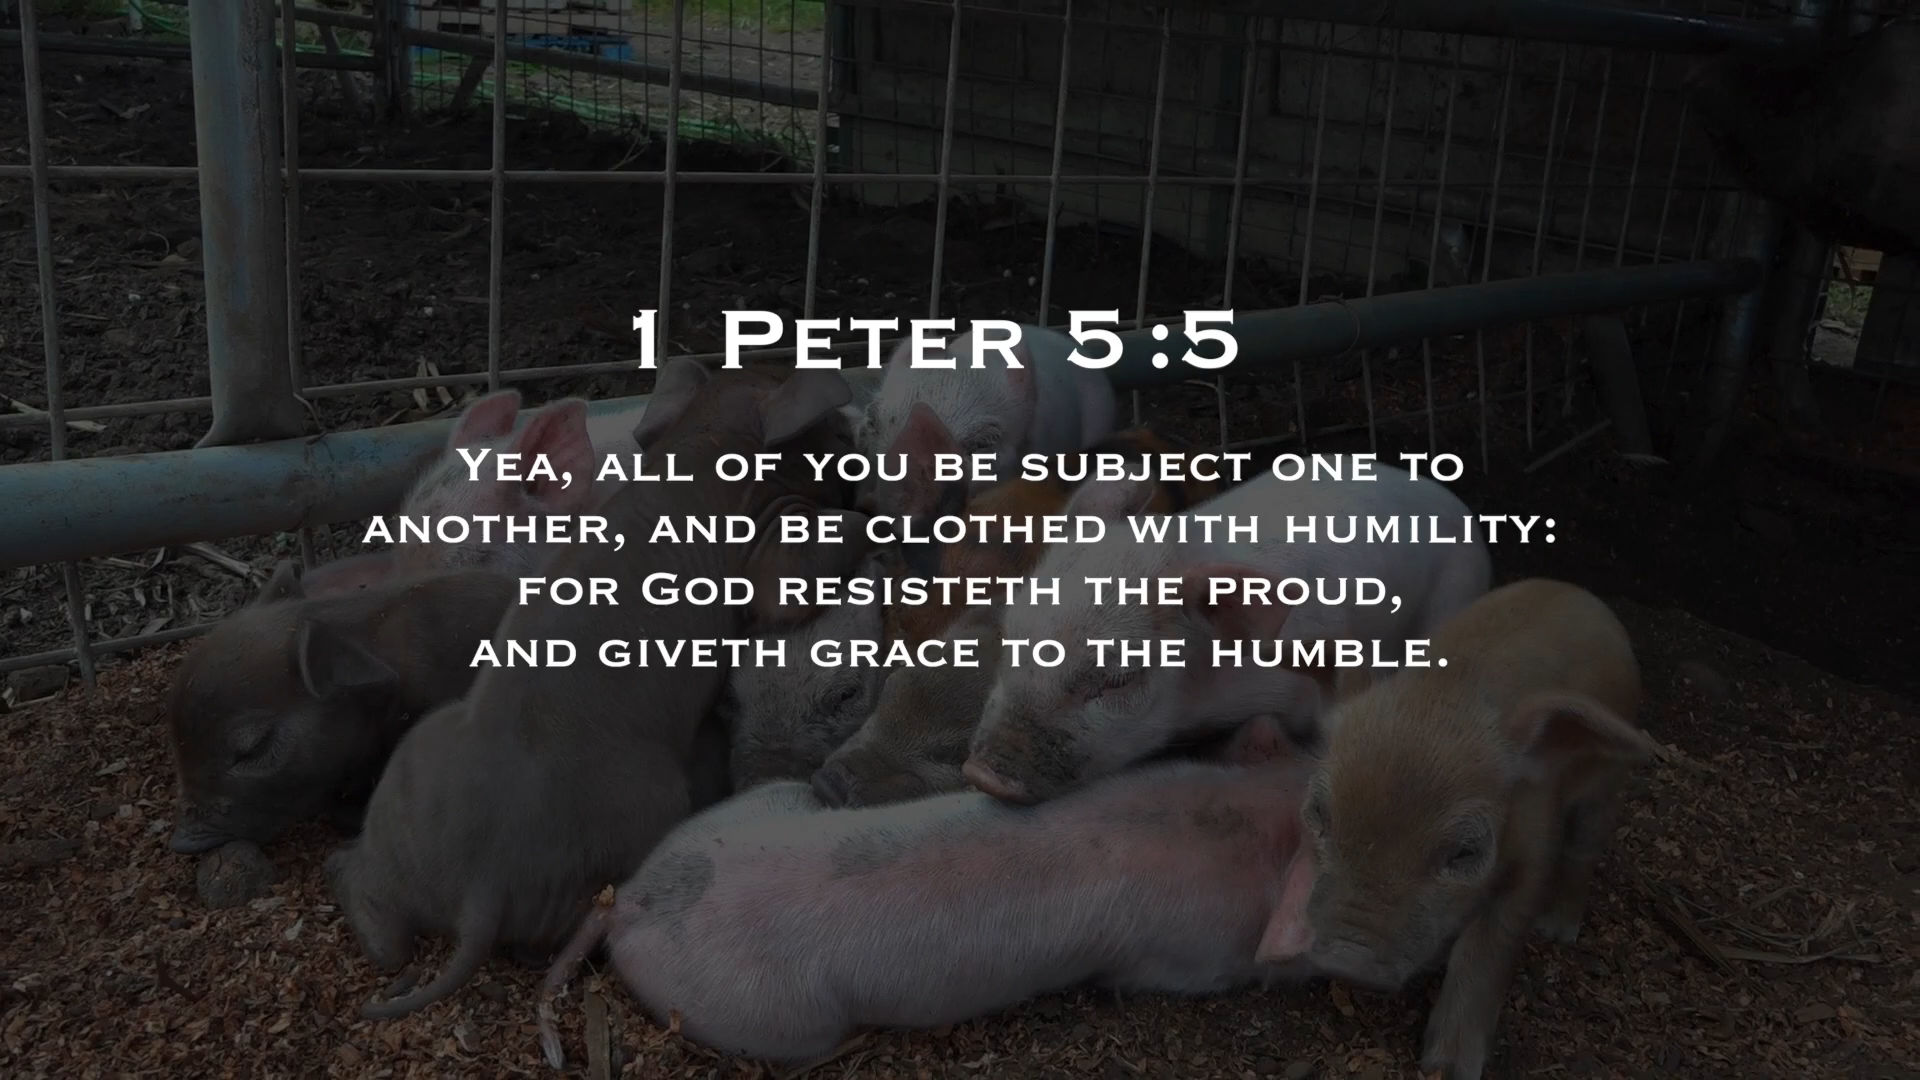 1 Peter 5:5
Yea, all of you be subject one to
another, and be clothed with humility:
for God resisteth the proud,
and giveth grace to the humble.